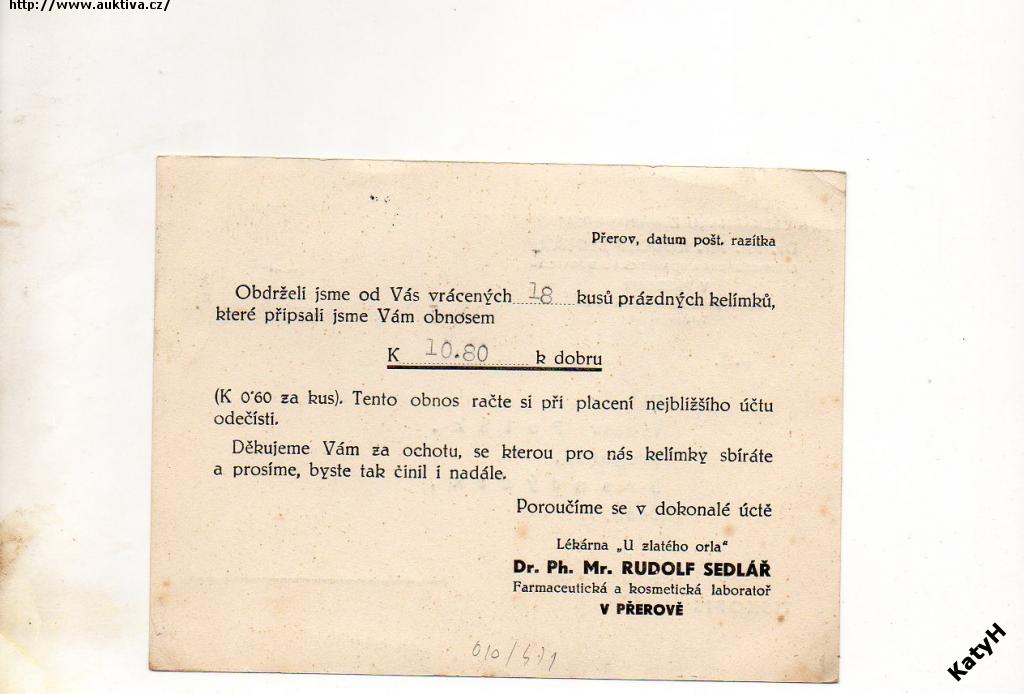 http://www.auktiva.cz/
Přerov, datum pošt. razítka
Obdrželi jsme od Vás vrácených 18 kusů prázdných kelímků,
které připsali jsme Vám obnosem
K 10.80 k dobru
(K 0·60 za kus). Tento obnos račte si při placení nejbližšího účtu
odečísti.
Děkujeme Vám za ochotu, se kterou pro nás kelímky sbíráte
a prosíme, byste tak činil i nadále.
Poroučíme se v dokonalé úctě
Lékárna „U zlatého orla“
Dr. Ph. Mr. RUDOLF SEDLÁŘ
Farmaceutická a kosmetická laboratoř
V PŘEROVĚ
KatyH